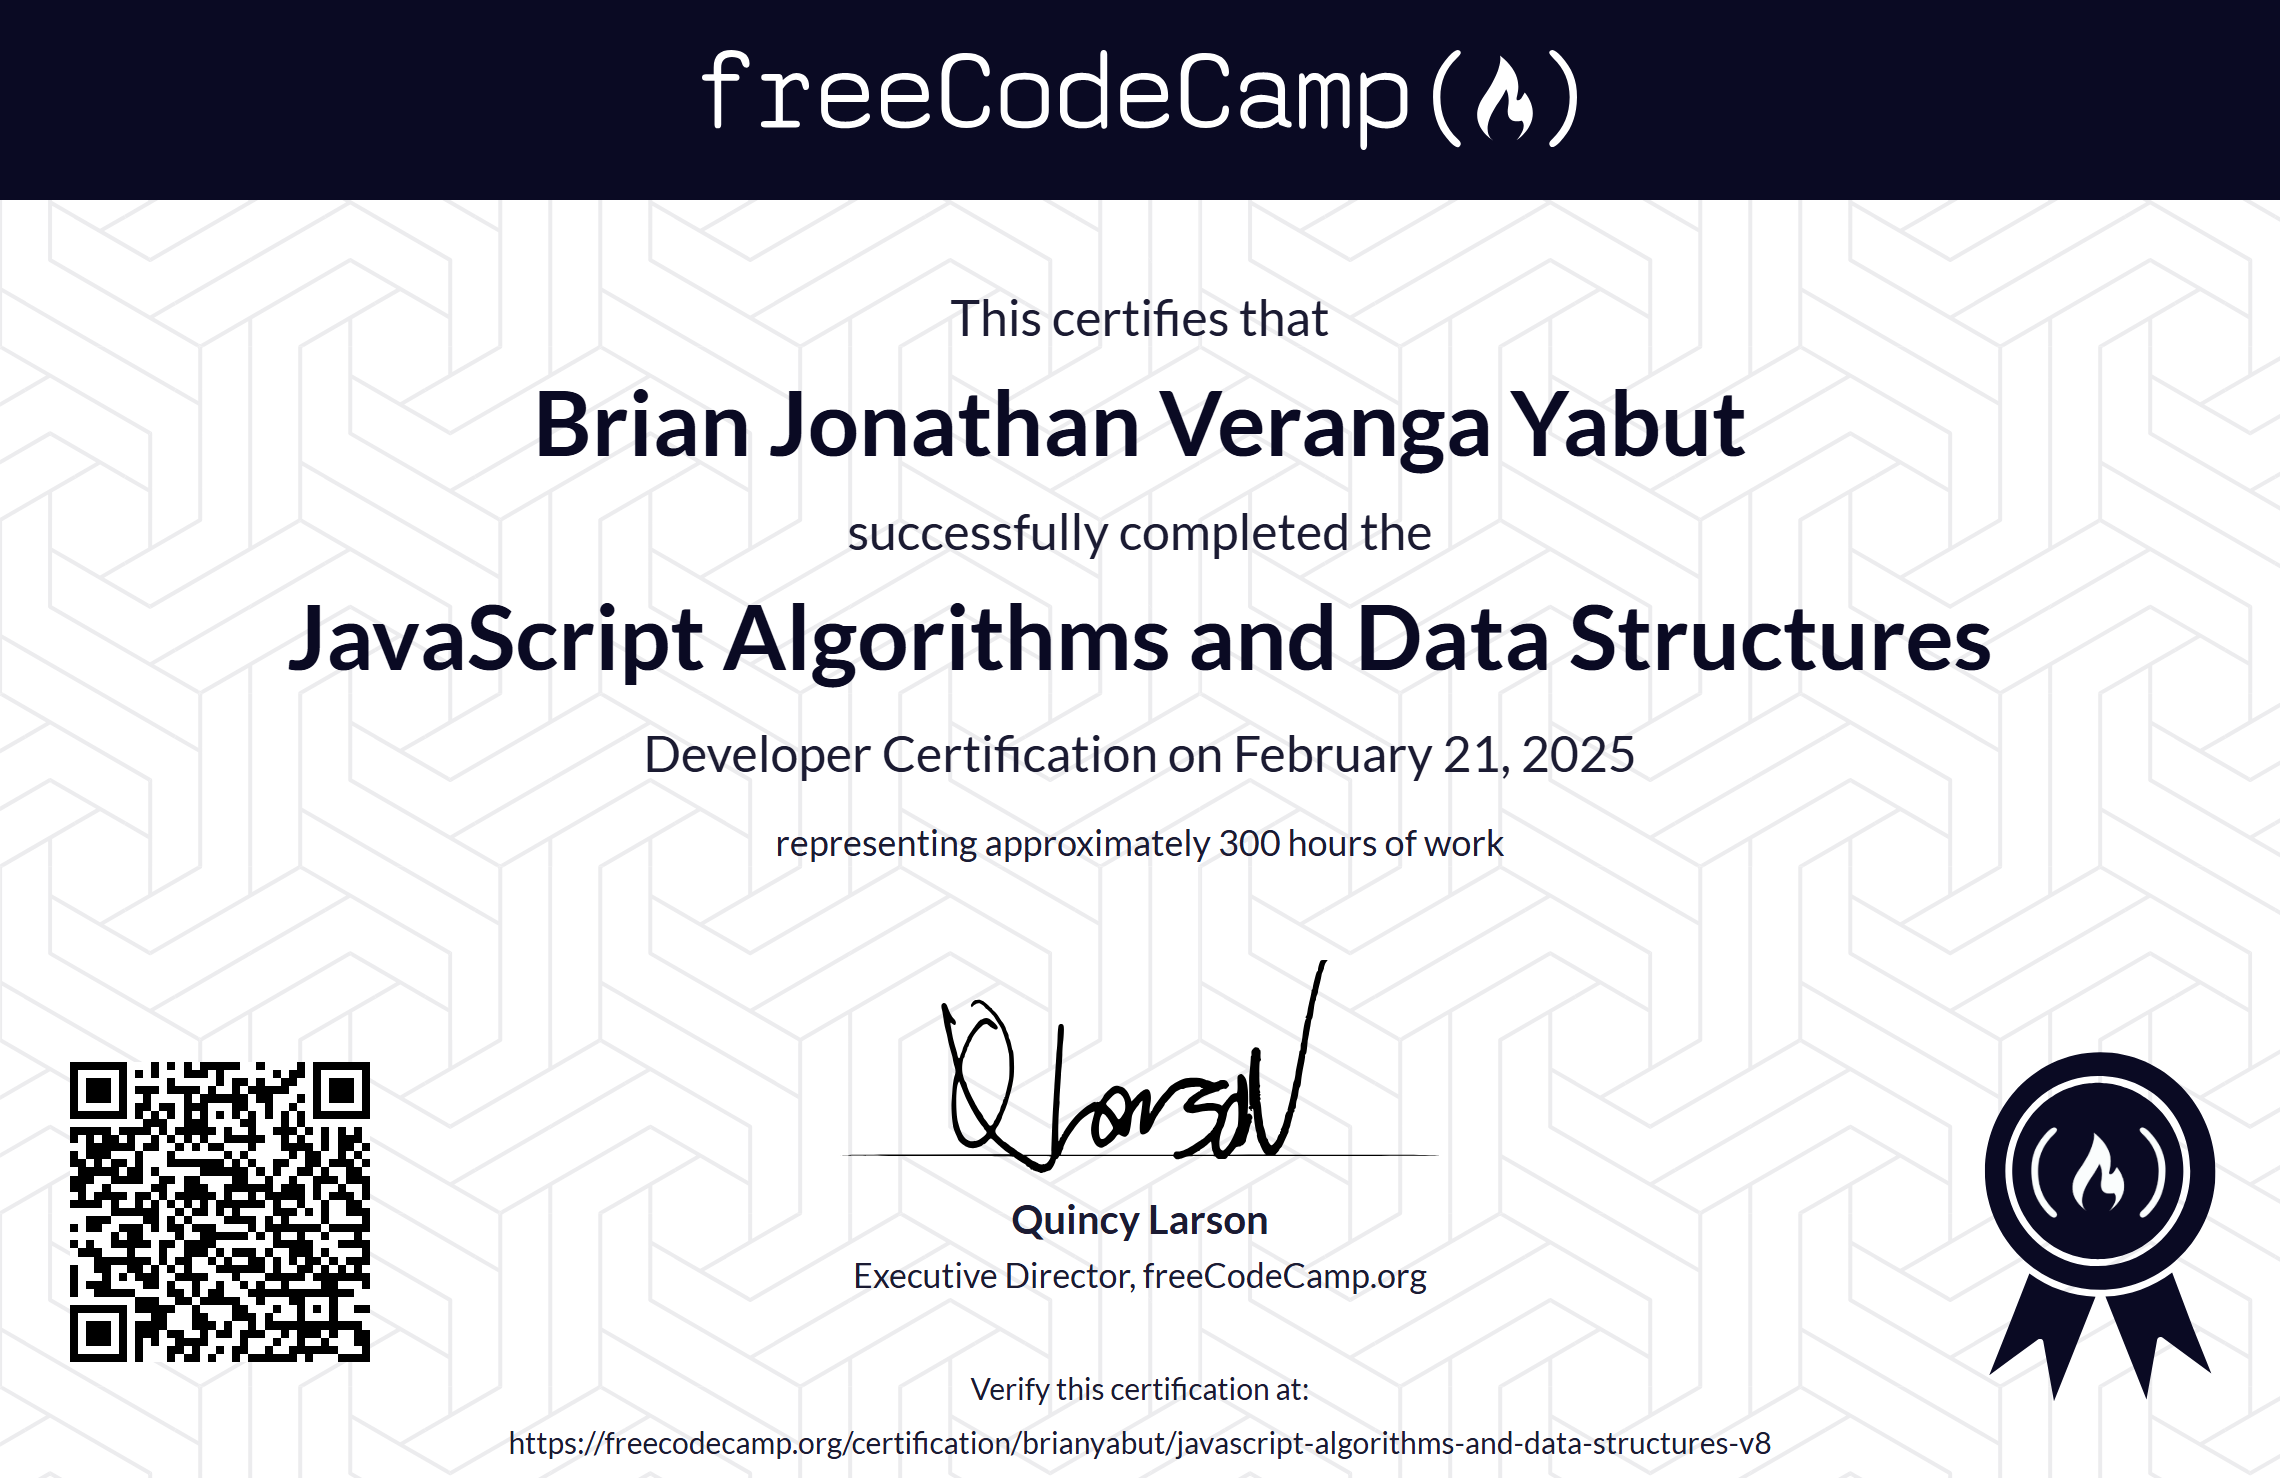 freeCodeCamp
This certifies that
Brian Jonathan Veranga Yabut
successfully completed the
JavaScript Algorithms and Data Structures
Developer Certification on February 21, 2025
representing approximately 300 hours of work
Quincy Larson
Executive Director, freeCodeCamp.org
Verify this certification at:
https://freecodecamp.org/certification/brianyabut/javascript-algorithms-and-data-structures-v8